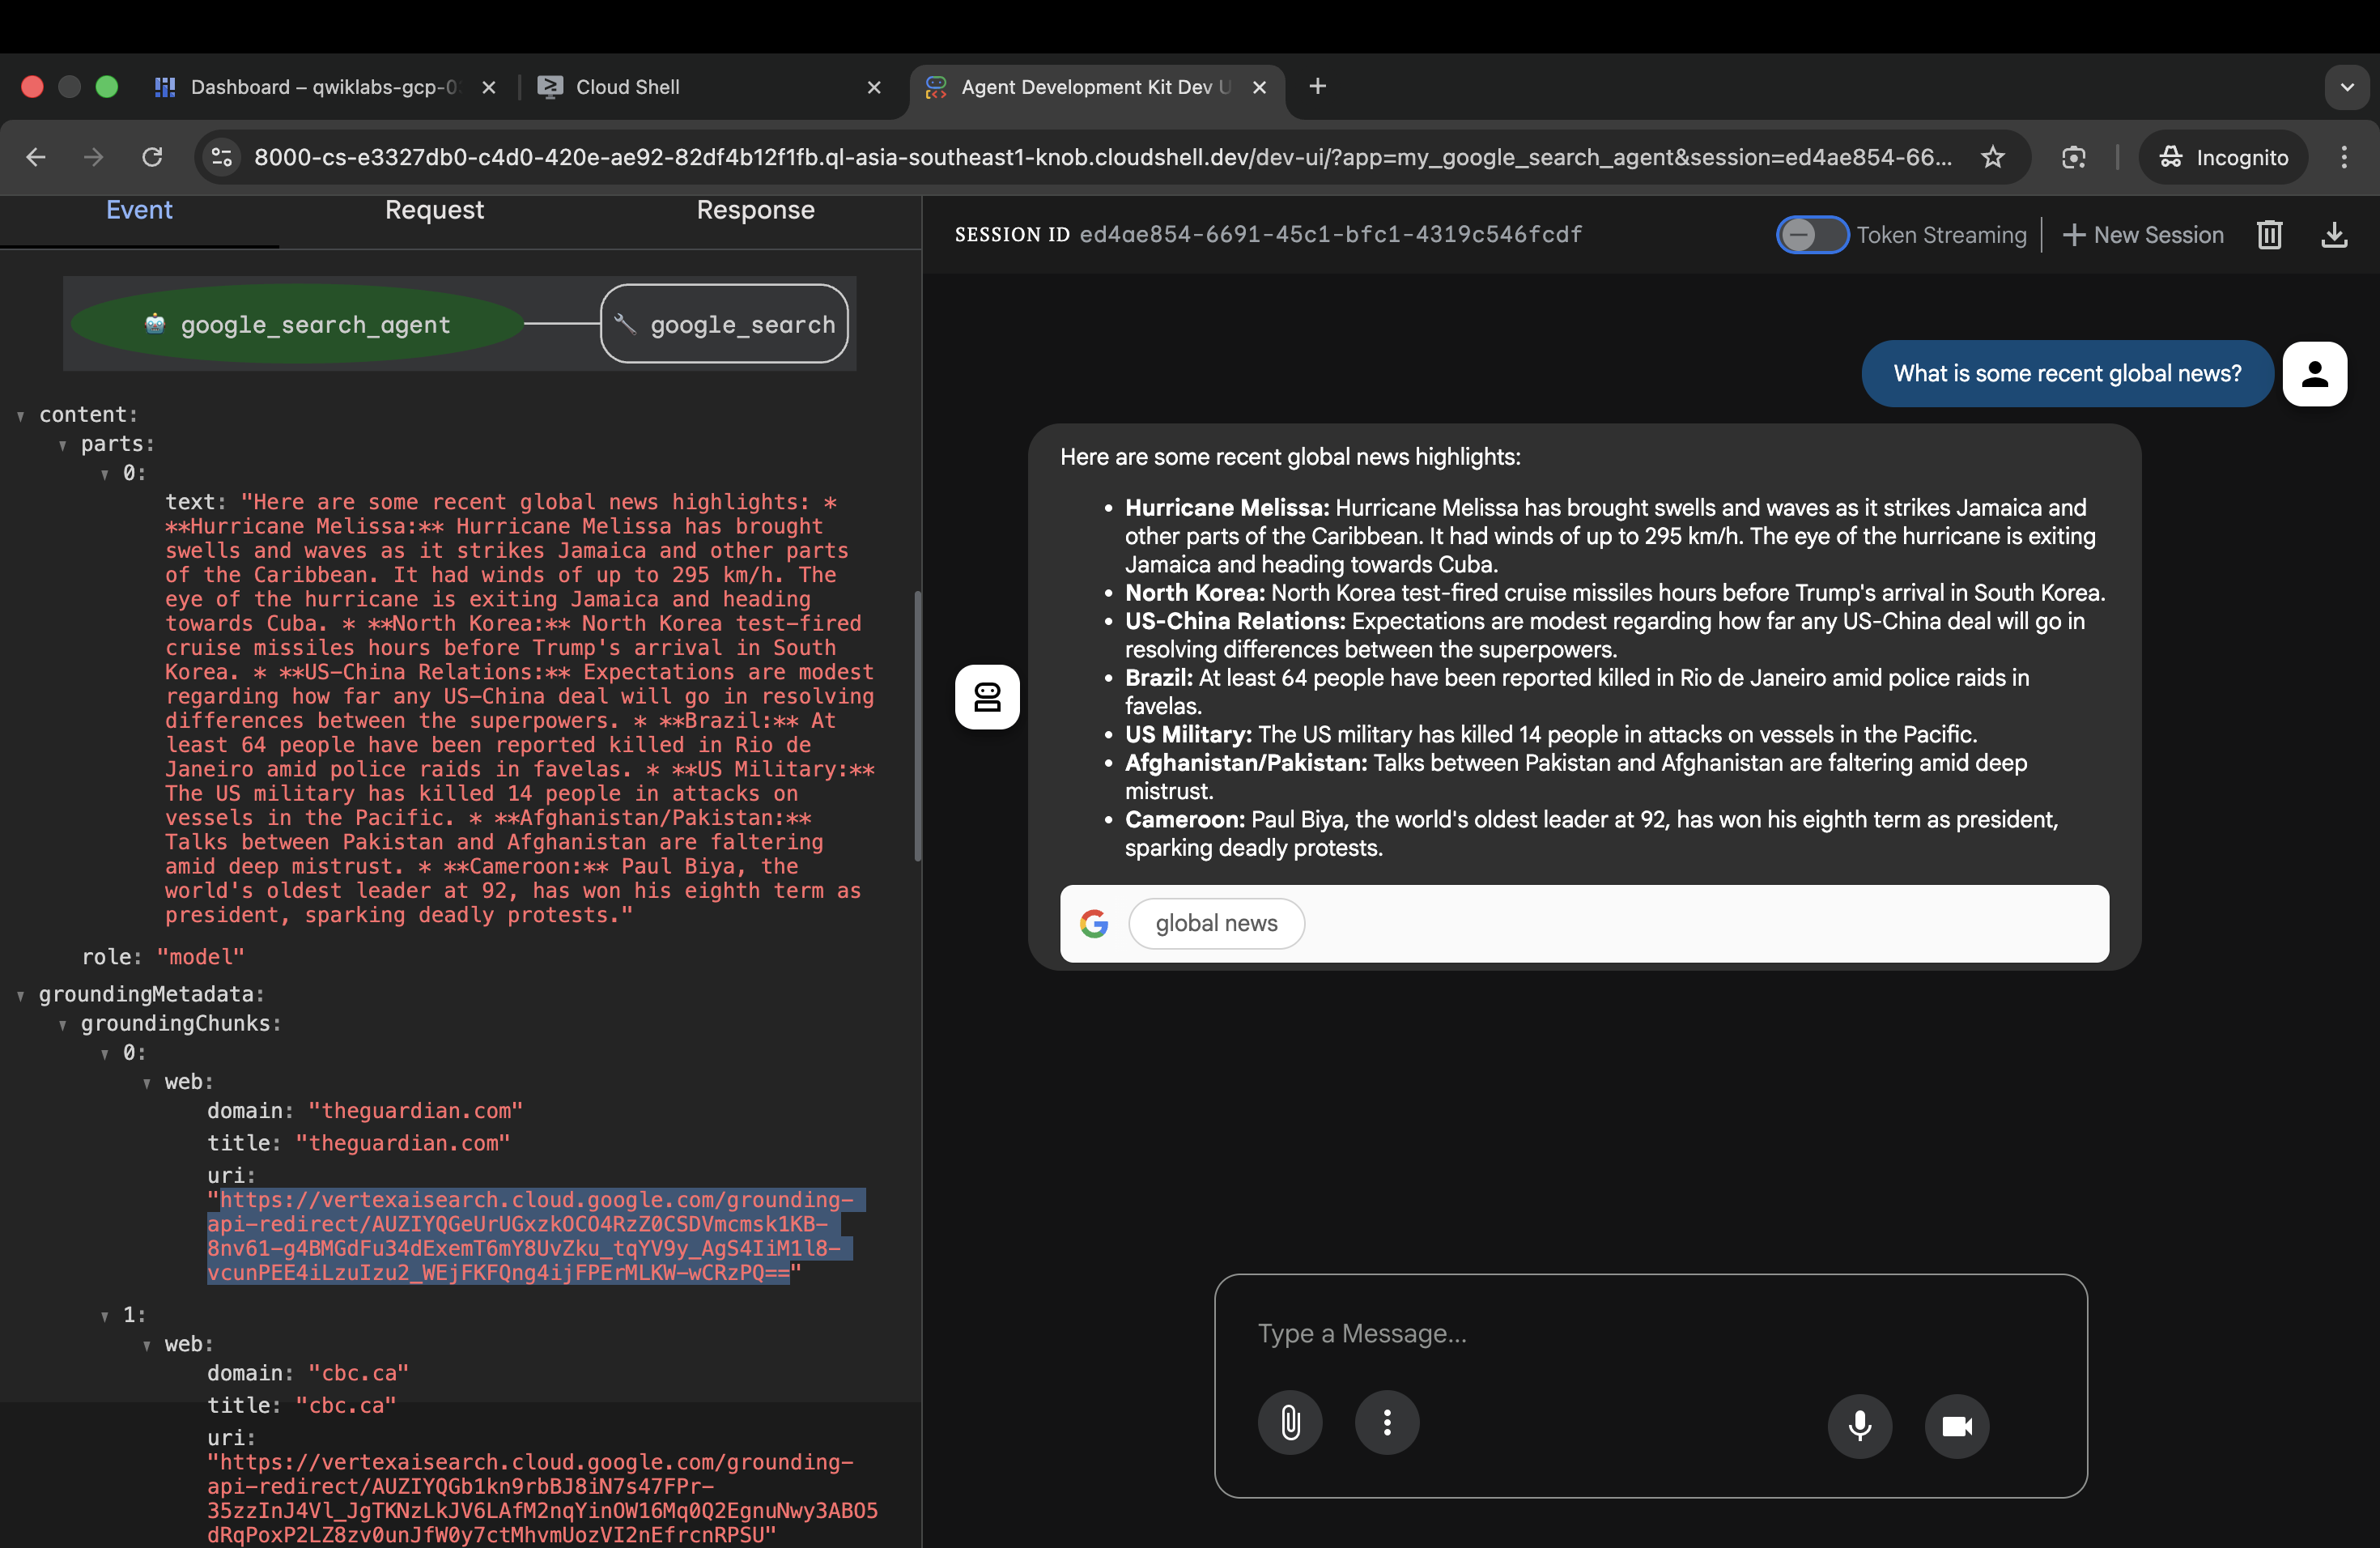 Dashboard – qwiklabs-gcp-0
Cloud Shell
Agent Development Kit Dev U
8000-cs-e3327db0-c4d0-420e-ae92-82df4b12f1fb.ql-asia-southeast1-knob.cloudshell.dev/dev-ui/?app=my_google_search_agent&session=ed4ae854-66...
Incognito
Event
Request
Response
google_search_agent
google_search
content:
parts:
0:
text: "Here are some recent global news highlights: *
**Hurricane Melissa:** Hurricane Melissa has brought
swells and waves as it strikes Jamaica and other parts
of the Caribbean. It had winds of up to 295 km/h. The
eye of the hurricane is exiting Jamaica and heading
towards Cuba. * **North Korea:** North Korea test-fired
cruise missiles hours before Trump's arrival in South
Korea. * **US-China Relations:** Expectations are modest
regarding how far any US-China deal will go in resolving
differences between the superpowers. * **Brazil:** At
least 64 people have been reported killed in Rio de
Janeiro amid police raids in favelas. * **US Military:**
The US military has killed 14 people in attacks on
vessels in the Pacific. * **Afghanistan/Pakistan:**
Talks between Pakistan and Afghanistan are faltering
amid deep mistrust. * **Cameroon:** Paul Biya, the
world's oldest leader at 92, has won his eighth term as
president, sparking deadly protests."
role: "model"
groundingMetadata:
groundingChunks:
0:
web:
domain: "theguardian.com"
title: "theguardian.com"
uri:
"https://vertexaisearch.cloud.google.com/grounding-
api-redirect/AUZIYQGeUrUGxzkOCO4RzZ0CSDVmcmsk1KB-
8nv61-g4BMGdFu34dExemT6mY8UvZku_tqYV9y_AgS4IiM1l8-
vcunPEE4iLzuIzu2_WEjFKFQng4ijFPErMLKW-wCRzPQ=="
1:
web:
domain: "cbc.ca"
title: "cbc.ca"
uri:
"https://vertexaisearch.cloud.google.com/grounding-
api-redirect/AUZIYQGb1kn9rbBJ8iN7s47FPr-
35zzInJ4Vl_JgTKNzLkJV6LAfM2nqYinOW16Mq0Q2EgnuNwy3ABO5
dRqPoxP2LZ8zv0unJfW0y7ctMhvmUozVI2nEfrcnRPSU"
SESSION ID ed4ae854-6691-45c1-bfc1-4319c546fcdf
Token Streaming
New Session
What is some recent global news?
Here are some recent global news highlights:
• Hurricane Melissa: Hurricane Melissa has brought swells and waves as it strikes Jamaica and
other parts of the Caribbean. It had winds of up to 295 km/h. The eye of the hurricane is exiting
Jamaica and heading towards Cuba.
• North Korea: North Korea test-fired cruise missiles hours before Trump's arrival in South Korea.
• US-China Relations: Expectations are modest regarding how far any US-China deal will go in
resolving differences between the superpowers.
• Brazil: At least 64 people have been reported killed in Rio de Janeiro amid police raids in
favelas.
• US Military: The US military has killed 14 people in attacks on vessels in the Pacific.
• Afghanistan/Pakistan: Talks between Pakistan and Afghanistan are faltering amid deep
mistrust.
• Cameroon: Paul Biya, the world's oldest leader at 92, has won his eighth term as president,
sparking deadly protests.
global news
Type a Message...